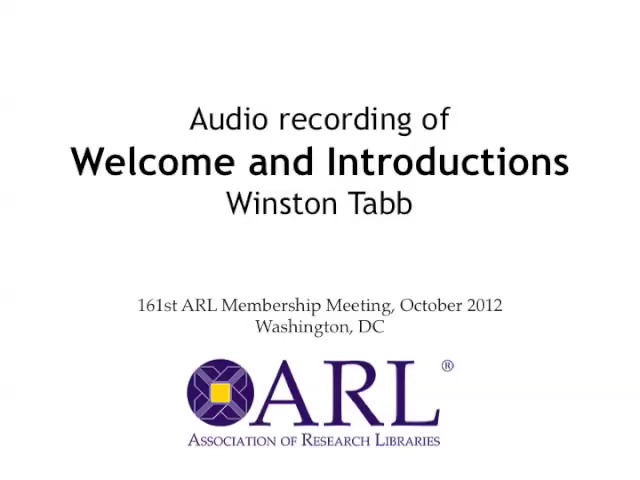 Audio recording of
Welcome and Introductions
Winston Tabb
161st ARL Membership Meeting, October 2012
Washington, DC
ARL®
Association of Research Libraries